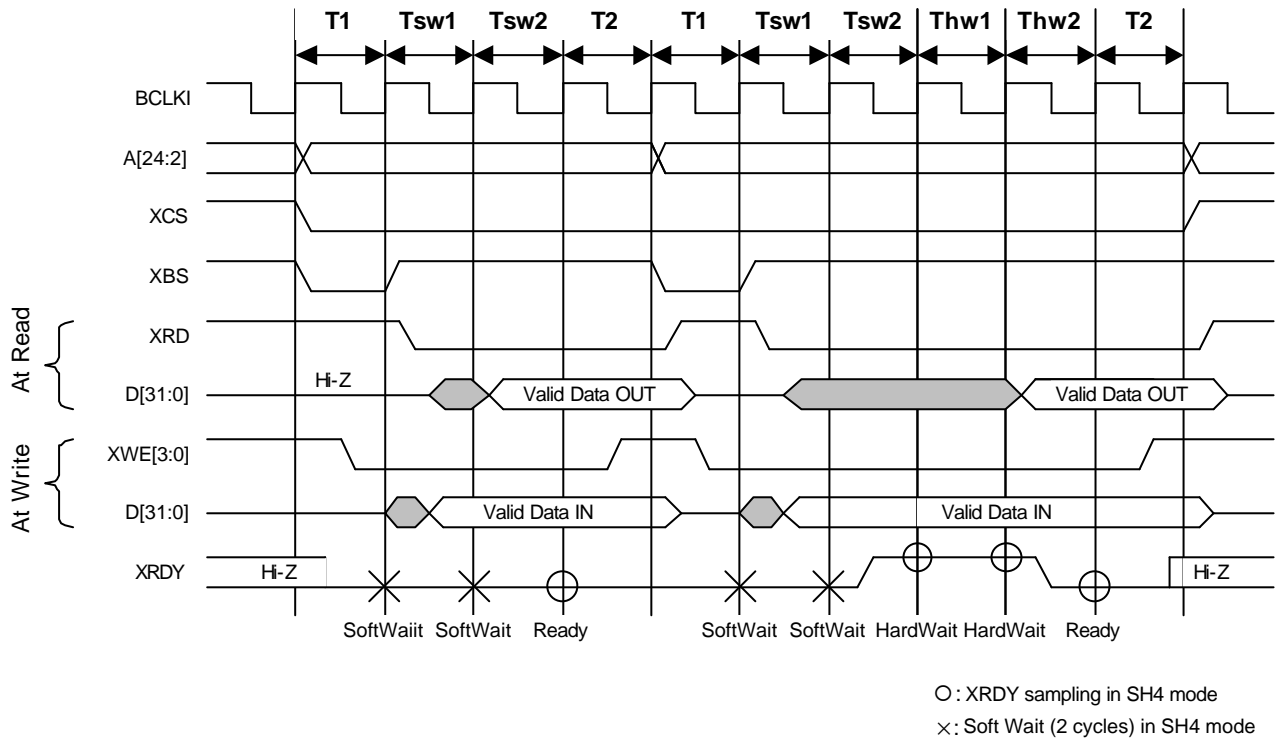 T1 Tsw1 Tsw2 T2 T1 Tsw1 Tsw2 Thw1 Thw2 T2
BCLKI
A[24:2]
XCS
XBS
At Read
XRD
D[31:0] Hi-Z Valid Data OUT Valid Data OUT
At Write
XWE[3:0]
D[31:0] Valid Data IN Valid Data IN
XRDY Hi-Z Hi-Z
SoftWaiit SoftWait Ready SoftWait SoftWait HardWait HardWait Ready
O : XRDY sampling in SH4 mode
×: Soft Wait (2 cycles) in SH4 mode